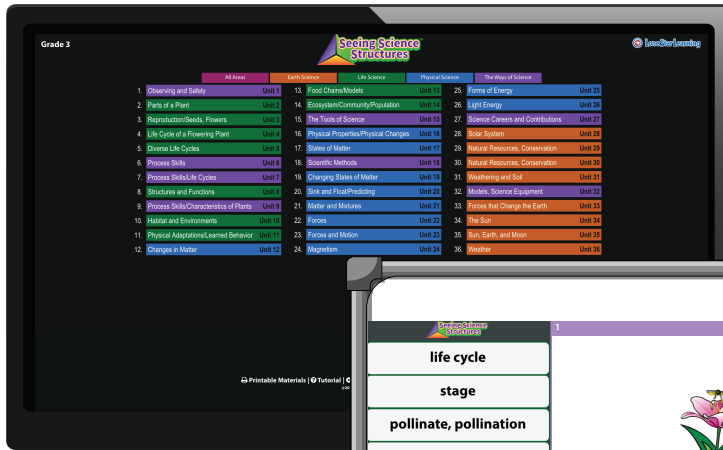 Grade 3
Seeing Science
Structures
LoneStarLearning
All Areas
Earth Science
Life Science
Physical Science
The Ways of Science
1. Observing and Safety Unit 1
2. Parts of a Plant Unit 2
3. Reproduction/Seeds, Flowers Unit 3
4. Life Cycle of a Flowering Plant Unit 4
5. Diverse Life Cycles Unit 5
6. Process Skills Unit 6
7. Process Skills/Life Cycles Unit 7
8. Structures and Functions Unit 8
9. Process Skills/Characteristics of Plants Unit 9
10. Habitat and Environments Unit 10
11. Physical Adaptations/Learned Behavior Unit 11
12. Changes in Matter Unit 12
13. Food Chains/Models Unit 13
14. Ecosystem/Community/Population Unit 14
15. The Tools of Science Unit 15
16. Physical Properties/Physical Changes Unit 16
17. States of Matter Unit 17
18. Scientific Methods Unit 18
19. Changing States of Matter Unit 19
20. Sink and Float/Predicting Unit 20
21. Matter and Mixtures Unit 21
22. Forces Unit 22
23. Forces and Motion Unit 23
24. Magnetism Unit 24
25. Forms of Energy Unit 25
26. Light Energy Unit 26
27. Science Careers and Contributions Unit 27
28. Solar System Unit 28
29. Natural Resources, Conservation Unit 29
30. Natural Resources, Conservation Unit 30
31. Weathering and Soil Unit 31
32. Models, Science Equipment Unit 32
33. Forces that Change the Earth Unit 33
34. The Sun Unit 34
35. Sun, Earth, and Moon Unit 35
36. Weather Unit 36
Printable Materials | Tutorial |
Seeing Science
Structures
1
life cycle
stage
pollinate, pollination